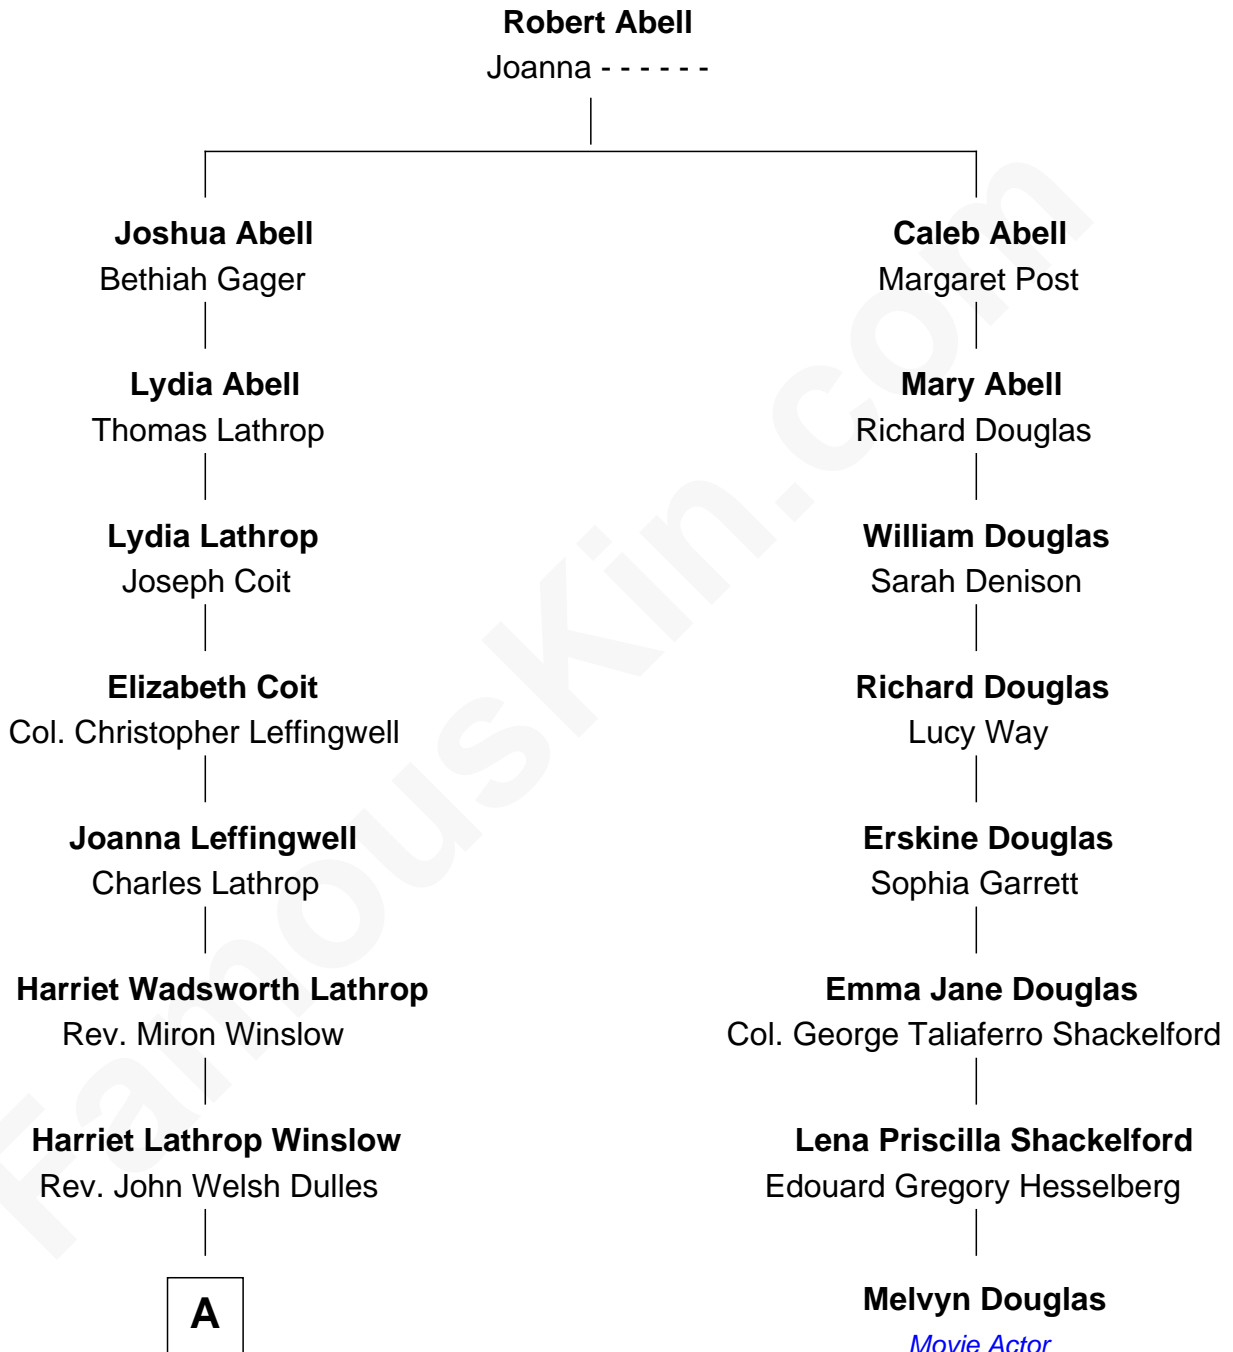 Robert Abell
Joanna - - - - - -
Joshua Abell
Bethiah Gager
Caleb Abell
Margaret Post
Lydia Abell
Thomas Lathrop
Mary Abell
Richard Douglas
Lydia Lathrop
Joseph Coit
William Douglas
Sarah Denison
Elizabeth Coit
Col. Christopher Leffingwell
Richard Douglas
Lucy Way
Joanna Leffingwell
Charles Lathrop
Erskine Douglas
Sophia Garrett
Harriet Wadsworth Lathrop
Rev. Miron Winslow
Emma Jane Douglas
Col. George Taliaferro Shackelford
Harriet Lathrop Winslow
Rev. John Welsh Dulles
Lena Priscilla Shackelford
Edouard Gregory Hesselberg
A
Melvyn Douglas
Movie Actor
FamousKin.com